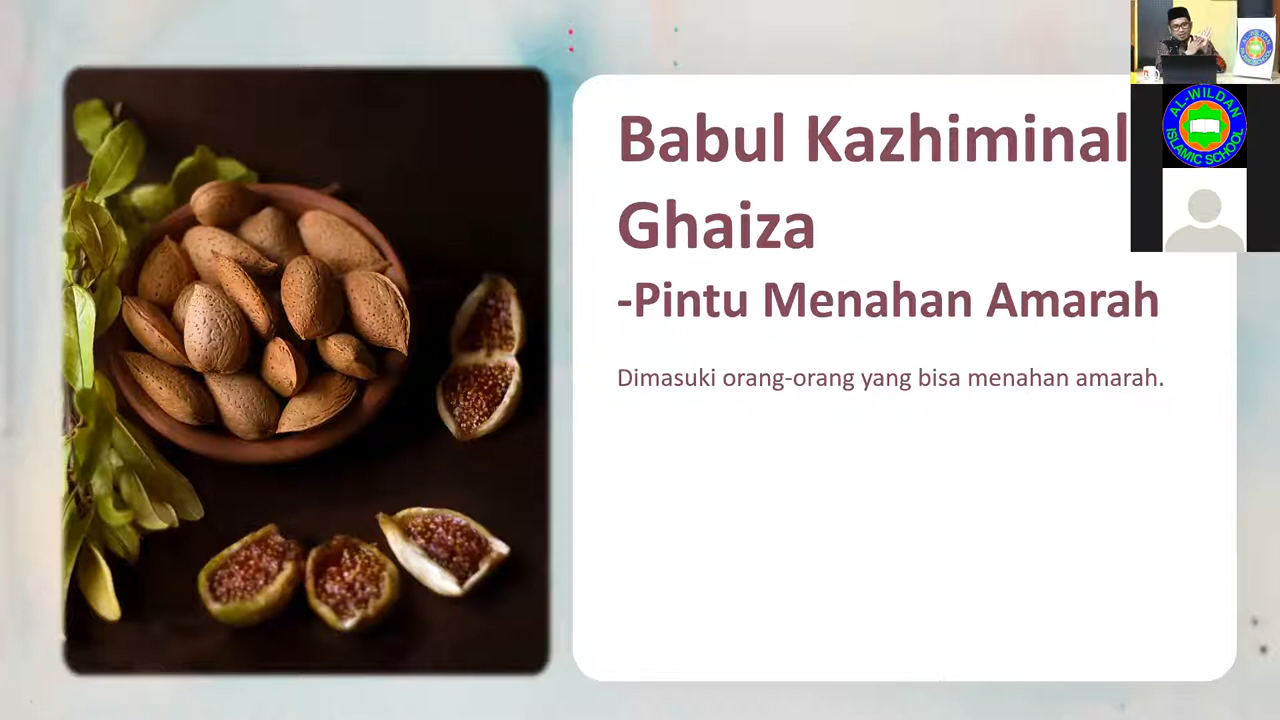 Babul Kazhiminal
Ghaiza
-Pintu Menahan Amarah
Dimasuki orang-orang yang bisa menahan amarah.
AL-WILDAN
ISLAMIC SCHOOL